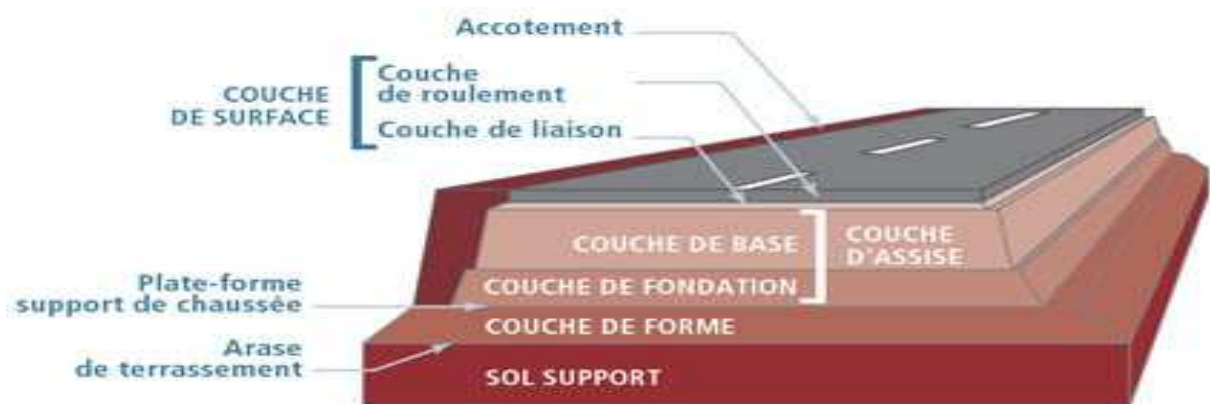 Accotement
COUCHE
DE SURFACE
Couche
de roulement
Couche de liaison
COUCHE DE BASE
COUCHE
D'ASSISE
COUCHE DE FONDATION
Plate-forme
support de chaussée
COUCHE DE FORME
Arase
de terrassement
SOL SUPPORT